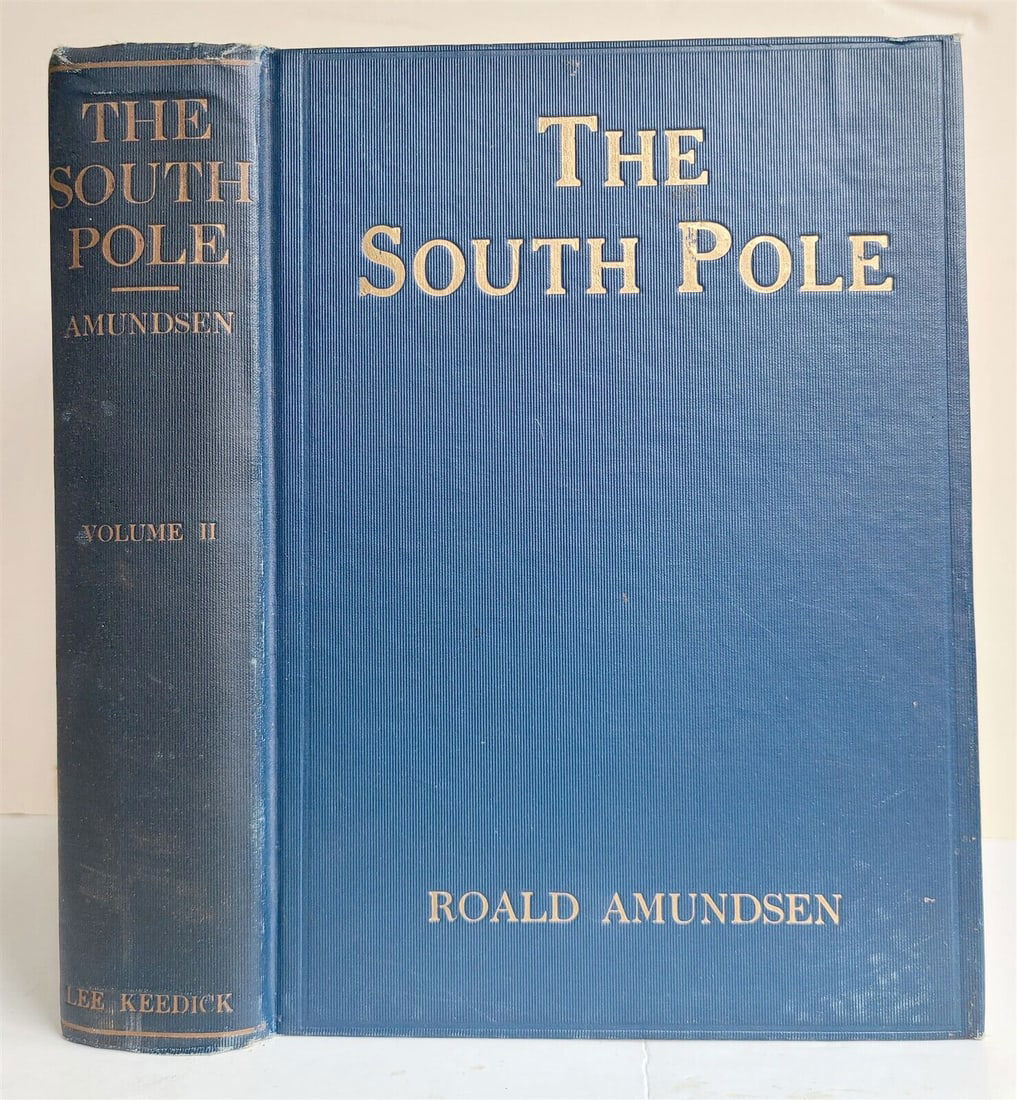 THE
SOUTH
POLE
AMUNDSEN
VOLUME II
LEE KEEDICK
THE
SOUTH POLE
ROALD AMUNDSEN